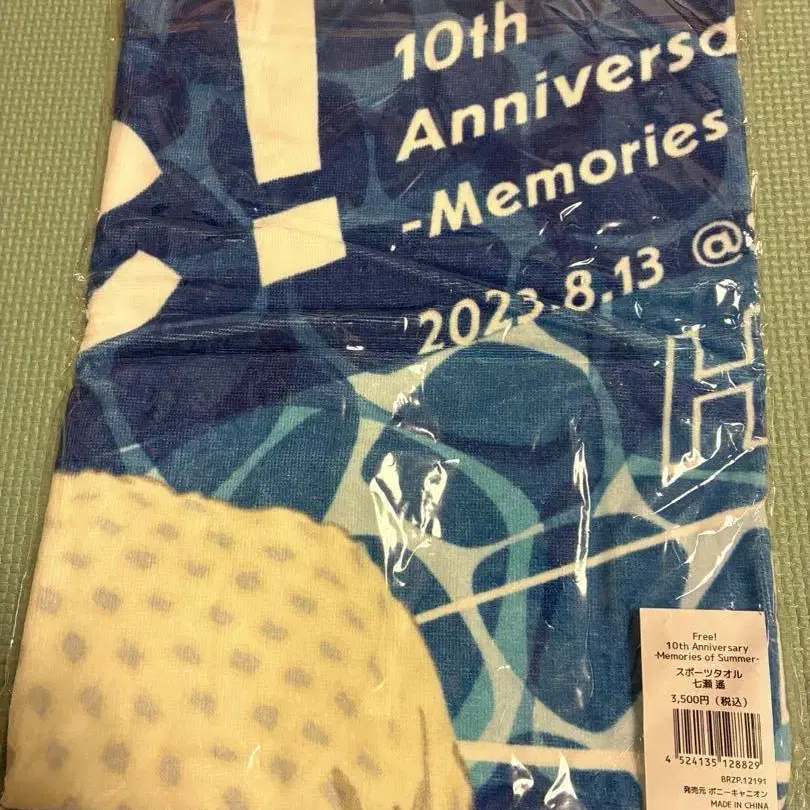 !
10th
Anniversa
-Memories
2023.8.13 @
H
Free!
10th Anniversary
-Memories of Summer-
スポーツタオル
七瀬 遙
3,500円（税込）
4 524135 128829
BRZP.12191
発売元 ポニーキャニオン
MADE IN CHINA